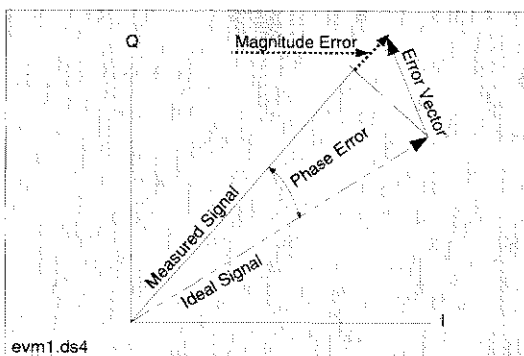 Q
Magnitude Error
Error Vector
Phase Error
Measured Signal
Ideal Signal
I
evm1.ds4